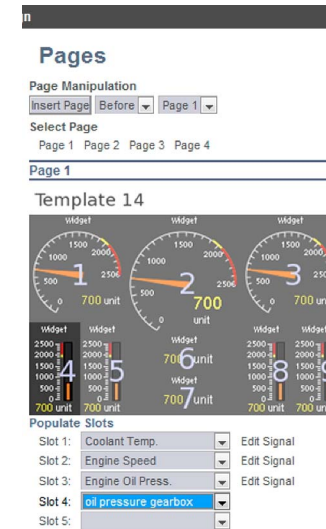 Pages
Page Manipulation
Insert Page Before Page 1
Select Page
Page 1 Page 2 Page 3 Page 4
Page 1
Template 14
Widget Widget Widget
500 1000 1500 2000 2500 0 1 700 unit
500 1000 1500 2000 2500 0 2 700 unit
500 1000 1500 2000 3 700 unit
Widget Widget Widget Widget Widget
2500 2000 1500 1000 500 0 4 700 unit
2500 2000 1500 1000 500 0 5 700 unit
700 unit 6
Widget
700 unit 7
2500 2000 1500 1000 500 0 8 700 unit
2500 2000 1500 1000 500 0 700
Populate Slots
Slot 1: Coolant Temp. Edit Signal
Slot 2: Engine Speed Edit Signal
Slot 3: Engine Oil Press. Edit Signal
Slot 4: oil pressure gearbox
Slot 5: